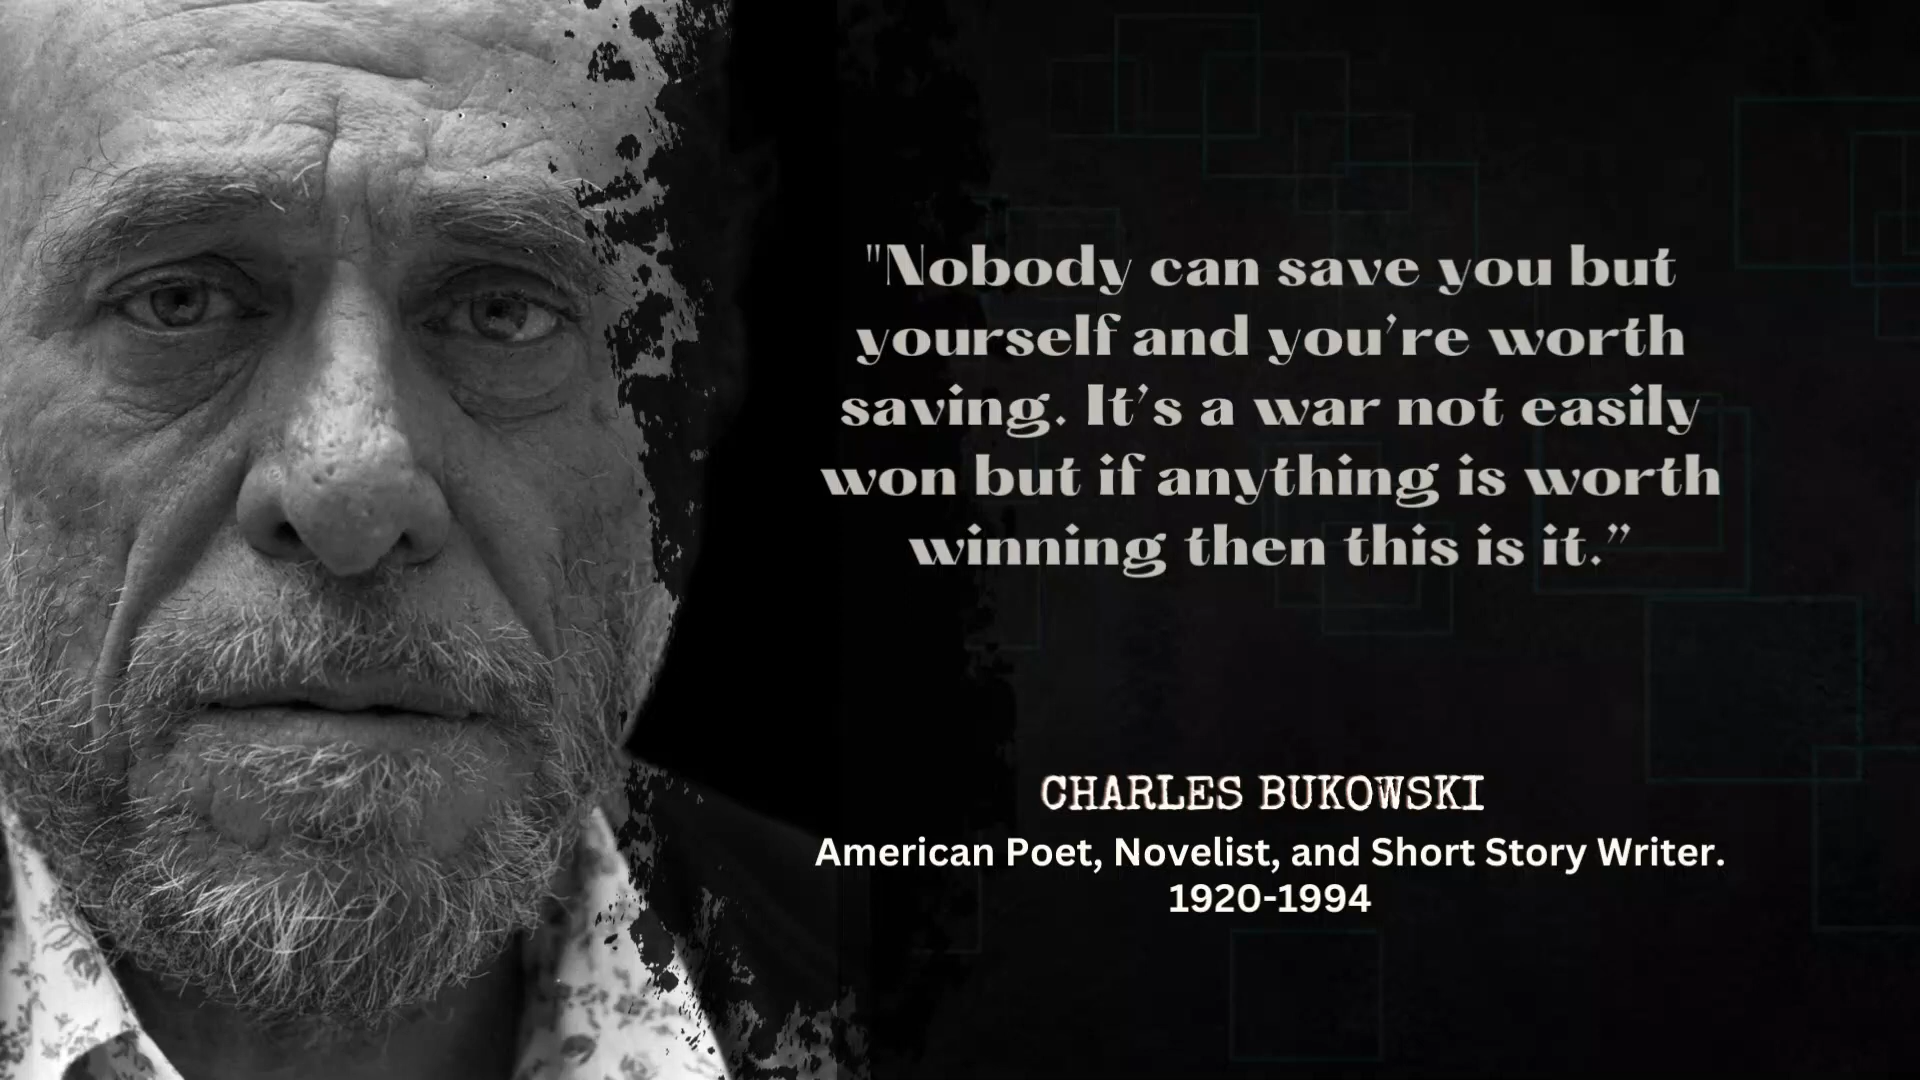 "Nobody can save you but
yourself and you’re worth
saving. It’s a war not easily
won but if anything is worth
winning then this is it.”
CHARLES BUKOWSKI
American Poet, Novelist, and Short Story Writer.
1920-1994